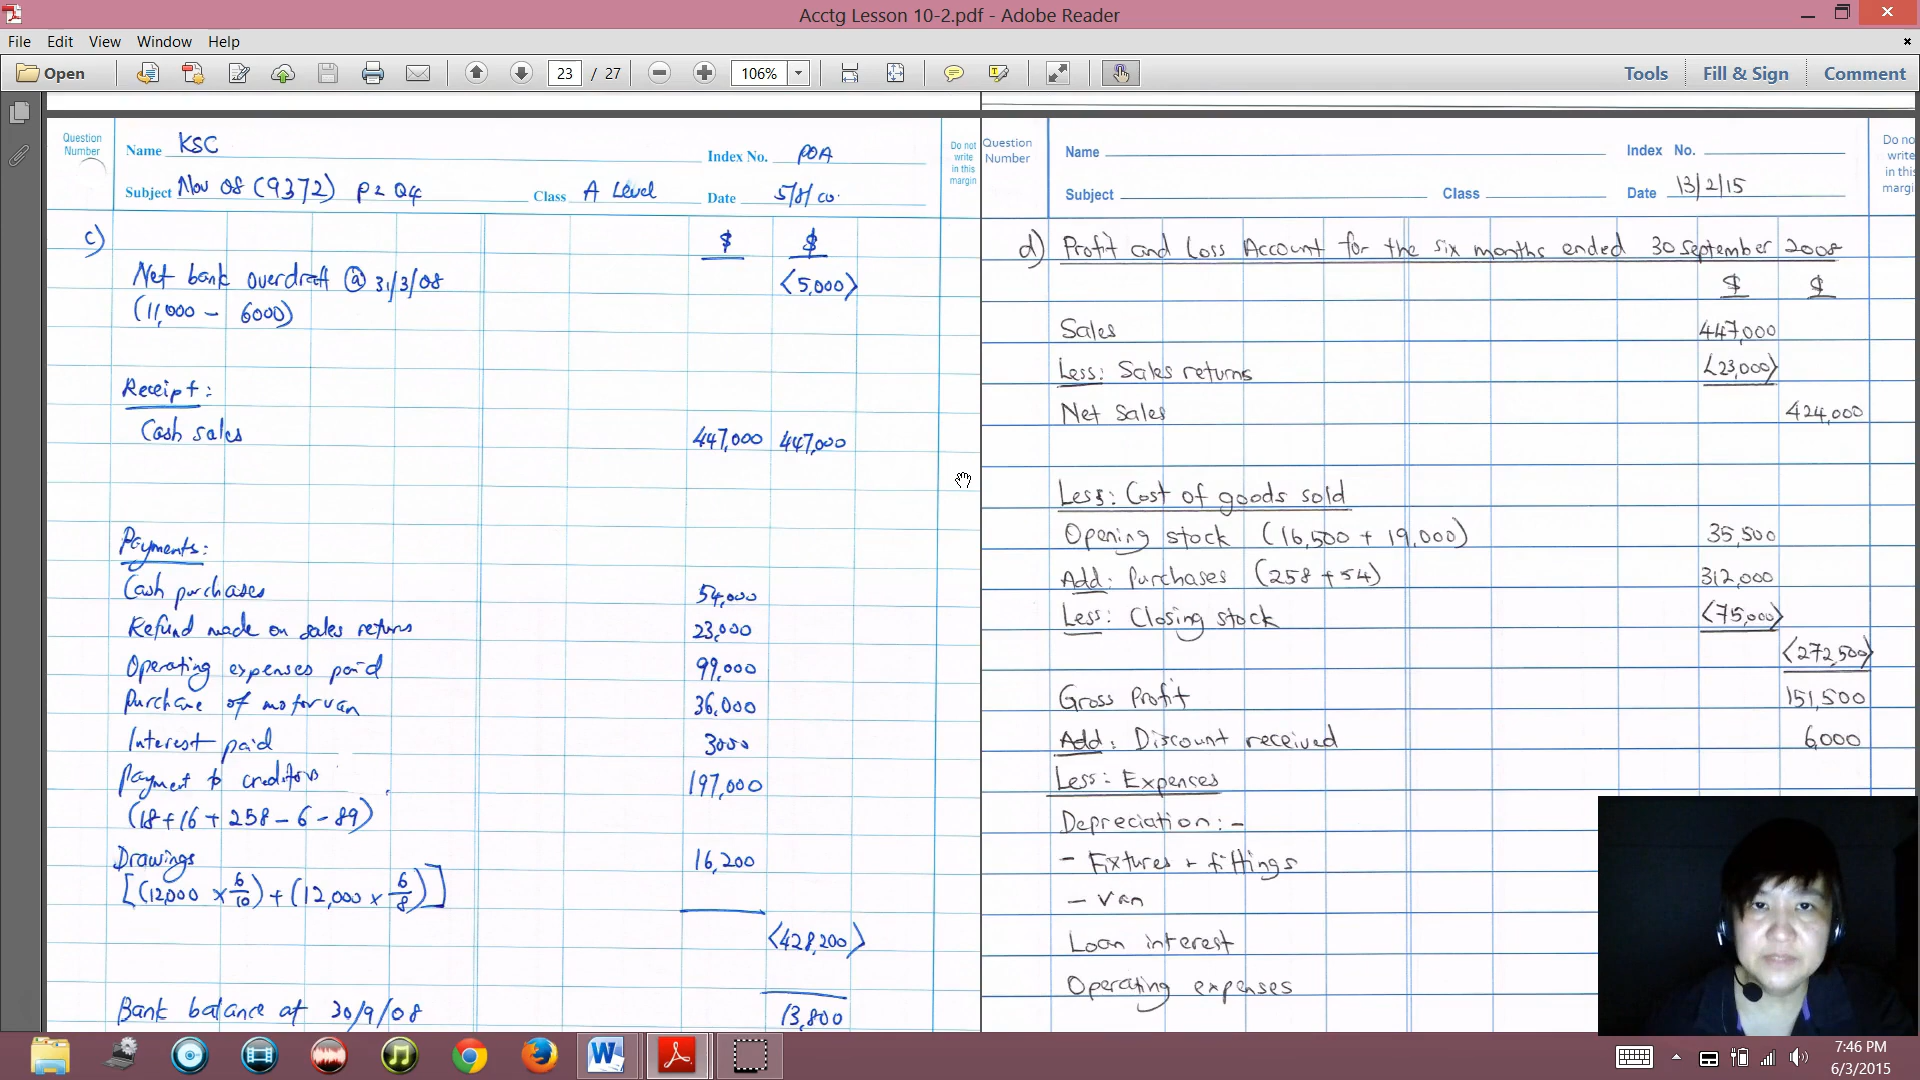 Acctg Lesson 10-2.pdf - Adobe Reader
File Edit View Window Help
Open 23 / 27 106% Tools Fill & Sign Comment
Question Number
Name KSC
Index No. POA
Subject Nov 08 (9372) P2 Q4
Class A Level
Date
Do not write in this margin
c)
$ $
Net bank overdraft @ 31/3/08 <5,000>
(11,000 - 6000)
Receipt:
Cash sales 447,000 447,000
Payments:
Cash purchases 54,000
Refund made on sales returns 23,000
Operating expenses paid 99,000
Purchase of motorvan 36,000
Interest paid 3000
Payment to creditors 197,000
(18+16+258-6-89)
Drawings 16,200
[(12,000 × 6/10) + (12,000 × 6/8)]
<428,200>
Bank balance at 30/9/08 13,800
Question Number
Name
Index No.
Subject
Class
Date 13/2/15
Do no write in this margi
d) Profit and Loss Account for the six months ended 30 September 2008
$ $
Sales 447,000
Less: Sales returns <23,000>
Net Sales 424,000
Less: Cost of goods sold
Opening stock (16,500 + 19,000) 35,500
Add: Purchases (258+54) 312,000
Less: Closing stock <75,000>
<272,500>
Gross Profit 151,500
Add: Discount received 6,000
Less: Expenses
Depreciation:-
- Fixtures + fittings
- Van
Loan interest
Operating expenses
7:46 PM
6/3/2015